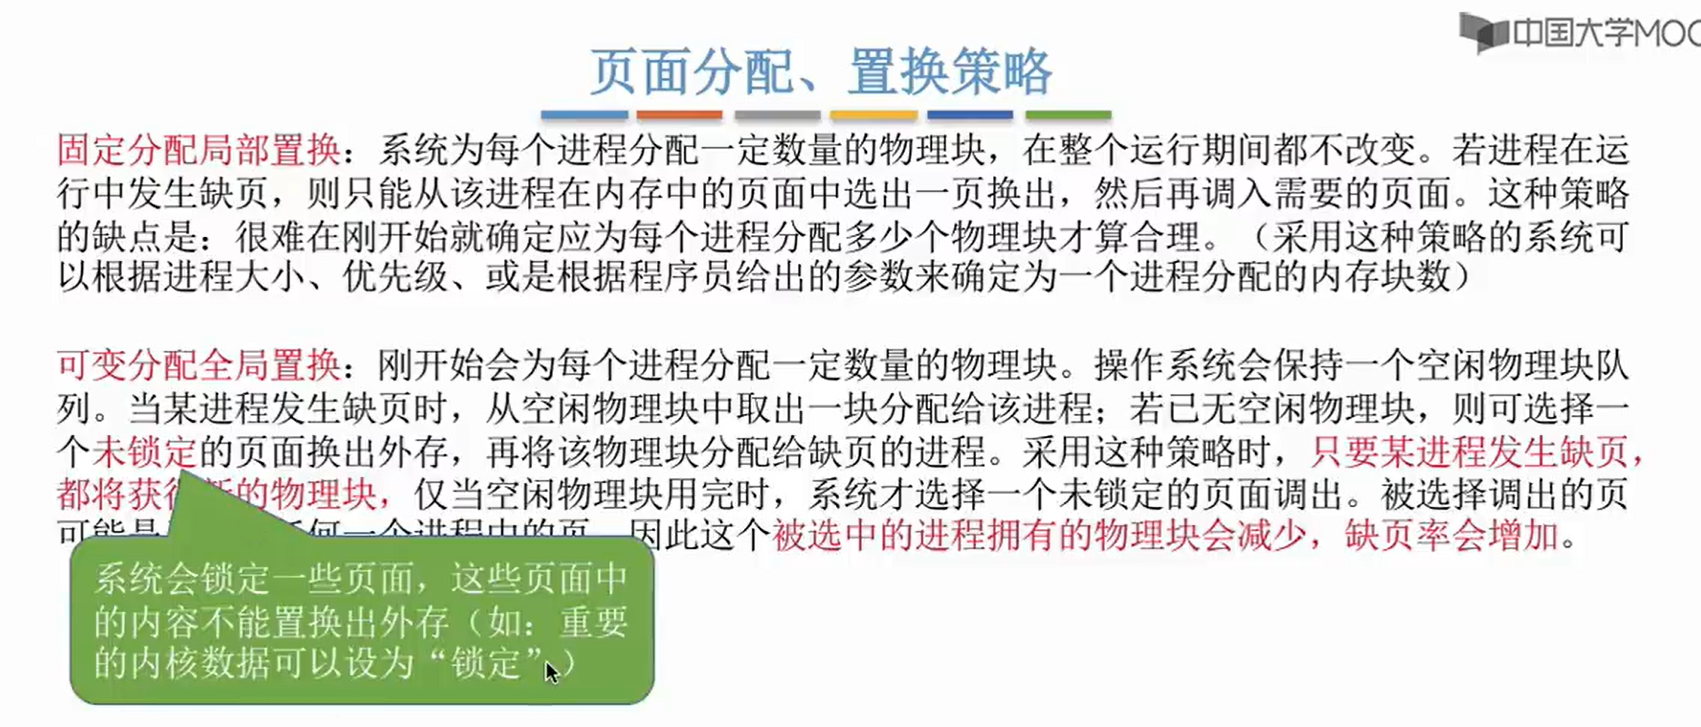 中国大学MOO
页面分配、置换策略
固定分配局部置换：系统为每个进程分配一定数量的物理块，在整个运行期间都不改变。若进程在运
行中发生缺页，则只能从该进程在内存中的页面中选出一页换出，然后再调入需要的页面。这种策略
的缺点是：很难在刚开始就确定应为每个进程分配多少个物理块才算合理。（采用这种策略的系统可
以根据进程大小、优先级、或是根据程序员给出的参数来确定为一个进程分配的内存块数）
可变分配全局置换：刚开始会为每个进程分配一定数量的物理块。操作系统会保持一个空闲物理块队
列。当某进程发生缺页时，从空闲物理块中取出一块分配给该进程；若已无空闲物理块，则可选择一
个未锁定的页面换出外存，再将该物理块分配给缺页的进程。采用这种策略时，只要某进程发生缺页，
都将获得新的物理块，仅当空闲物理块用完时，系统才选择一个未锁定的页面调出。被选择调出的页
可能是 任何一个进程中的页，因此这个被选中的进程拥有的物理块会减少，缺页率会增加。
系统会锁定一些页面，这些页面中
的内容不能置换出外存（如：重要
的内核数据可以设为“锁定”）